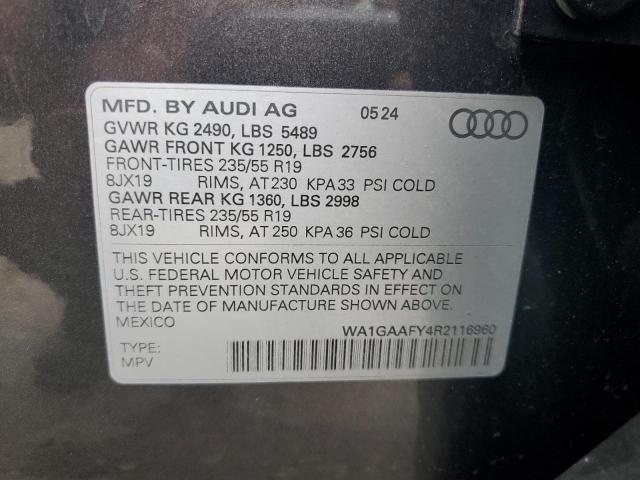 MFD. BY AUDI AG 0524
GVWR KG 2490, LBS 5489
GAWR FRONT KG 1250, LBS 2756
FRONT-TIRES 235/55 R19
8JX19 RIMS, AT 230 KPA 33 PSI COLD
GAWR REAR KG 1360, LBS 2998
REAR-TIRES 235/55 R19
8JX19 RIMS, AT 250 KPA 36 PSI COLD
THIS VEHICLE CONFORMS TO ALL APPLICABLE
U.S. FEDERAL MOTOR VEHICLE SAFETY AND
THEFT PREVENTION STANDARDS IN EFFECT ON
THE DATE OF MANUFACTURE SHOWN ABOVE.
MEXICO WA1GAAFY4R2116960
TYPE:
MPV